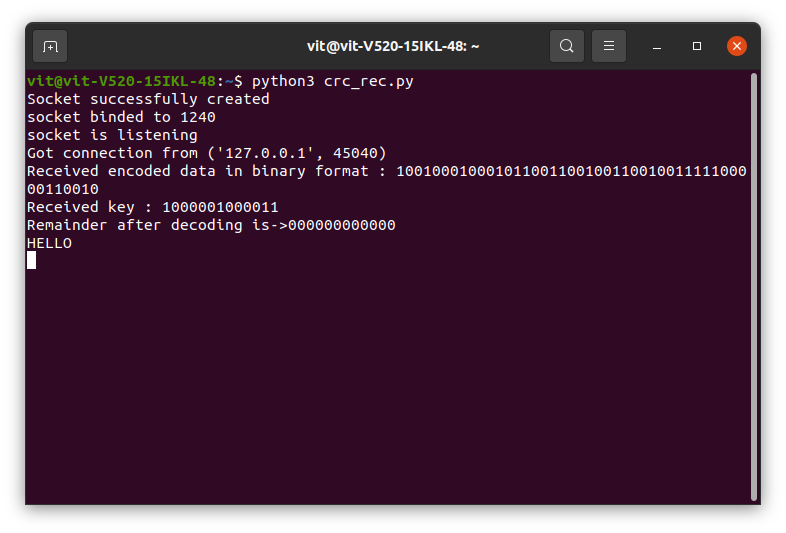 vit@vit-V520-15IKL-48: ~
vit@vit-V520-15IKL-48:~$ python3 crc_rec.py
Socket successfully created
socket binded to 1240
socket is listening
Got connection from ('127.0.0.1', 45040)
Received encoded data in binary format : 100100010001011001100100110010011111000
00110010
Received key : 1000001000011
Remainder after decoding is->000000000000
HELLO